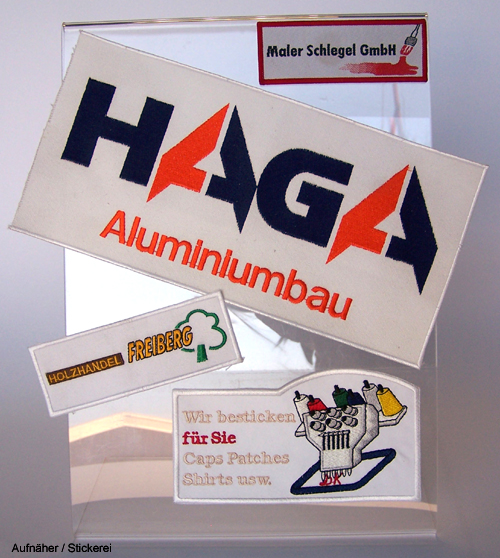 Maler Schlegel GmbH
HAGA
Aluminiumbau
HOLZHANDEL FREIBERG
Wir besticken
für Sie
Caps Patches
Shirts usw.
Aufnäher / Stickerei